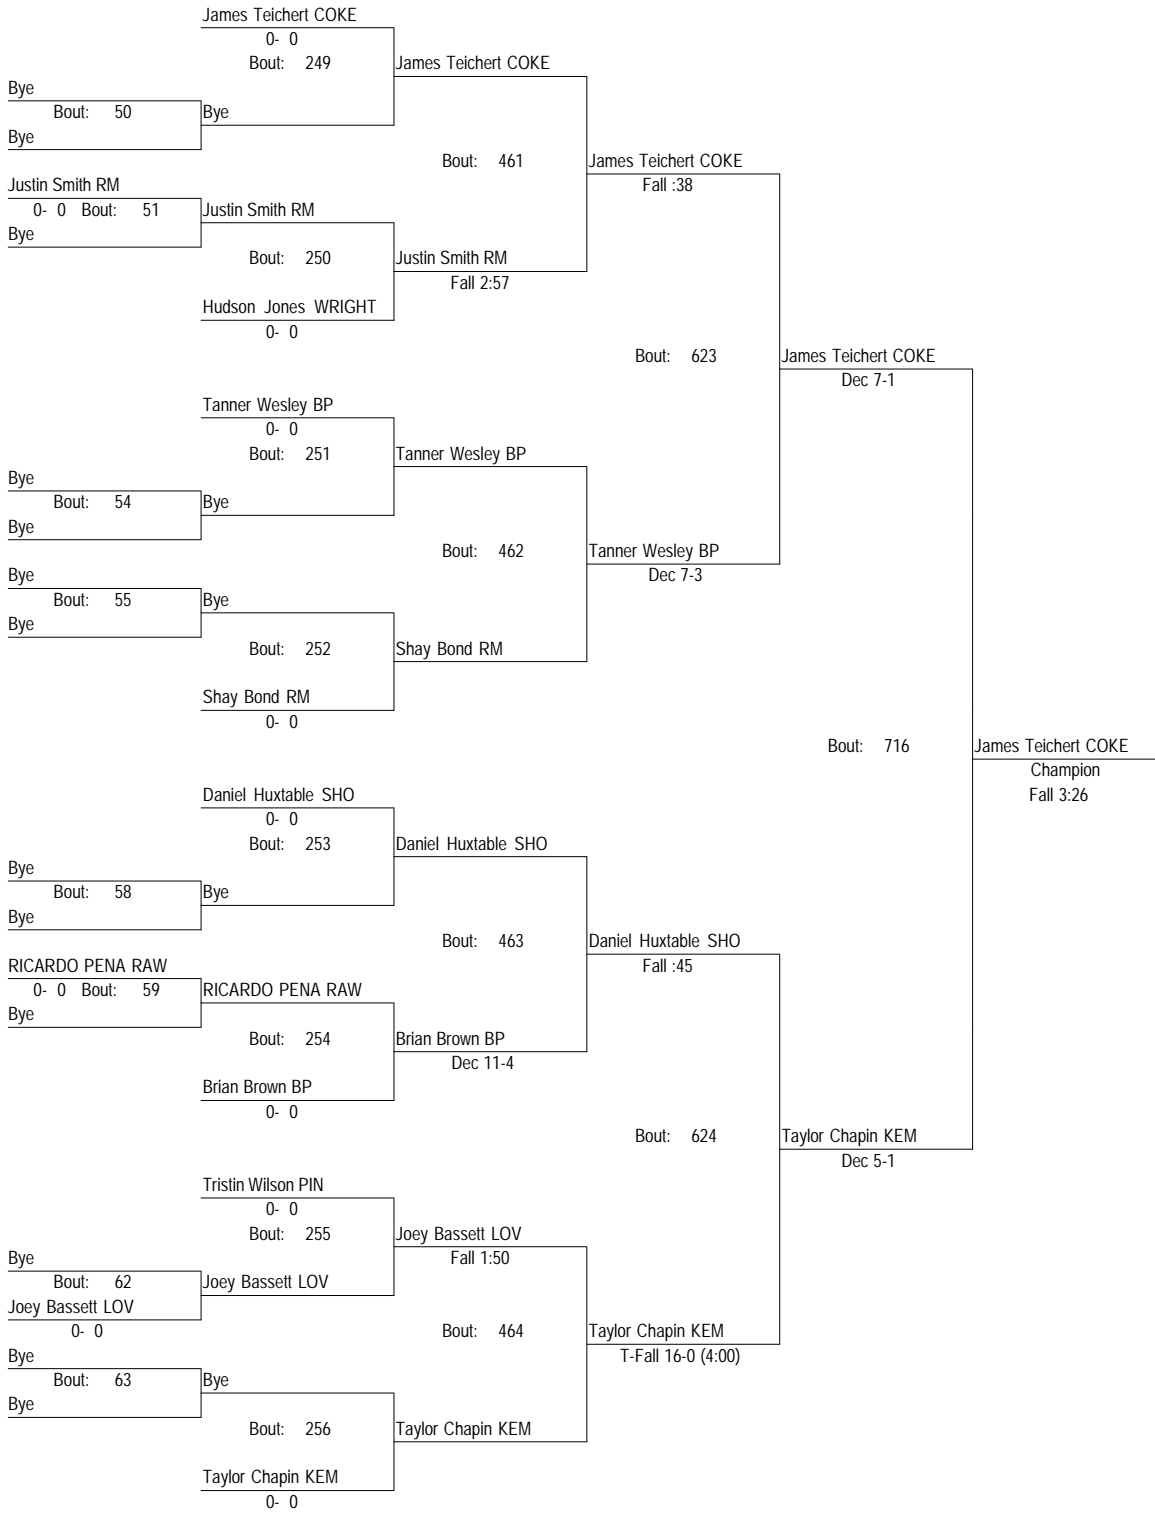 James Teichert COKE
0- 0
Bout: 249
James Teichert COKE
Bye
Bout: 50
Bye
Bye
Bout: 461
James Teichert COKE
Fall :38
Justin Smith RM
0- 0 Bout: 51
Justin Smith RM
Bye
Bout: 250
Justin Smith RM
Fall 2:57
Hudson Jones WRIGHT
0- 0
Bout: 623
James Teichert COKE
Dec 7-1
Tanner Wesley BP
0- 0
Bout: 251
Tanner Wesley BP
Bye
Bout: 54
Bye
Bye
Bout: 462
Tanner Wesley BP
Dec 7-3
Bye
Bout: 55
Bye
Bye
Bout: 252
Shay Bond RM
Shay Bond RM
0- 0
Bout: 716
James Teichert COKE
Champion
Fall 3:26
Daniel Huxtable SHO
0- 0
Bout: 253
Daniel Huxtable SHO
Bye
Bout: 58
Bye
Bye
Bout: 463
Daniel Huxtable SHO
Fall :45
RICARDO PENA RAW
0- 0 Bout: 59
RICARDO PENA RAW
Bye
Bout: 254
Brian Brown BP
Dec 11-4
Brian Brown BP
0- 0
Bout: 624
Taylor Chapin KEM
Dec 5-1
Tristin Wilson PIN
0- 0
Bout: 255
Joey Bassett LOV
Fall 1:50
Bye
Bout: 62
Joey Bassett LOV
Joey Bassett LOV
0- 0
Bout: 464
Taylor Chapin KEM
T-Fall 16-0 (4:00)
Bye
Bout: 63
Bye
Bye
Bout: 256
Taylor Chapin KEM
Taylor Chapin KEM
0- 0